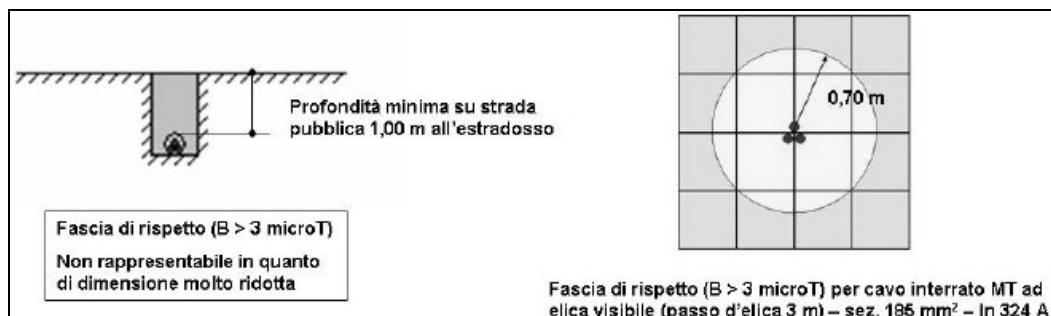 Profondità minima su strada
pubblica 1,00 m all'estradosso
Fascia di rispetto (B > 3 microT)
Non rappresentabile in quanto
di dimensione molto ridotta
0,70 m
Fascia di rispetto (B > 3 microT) per cavo interrato MT ad
elica visibile (passo d'elica 3 m) – sez. 185 mm² – In 324 A